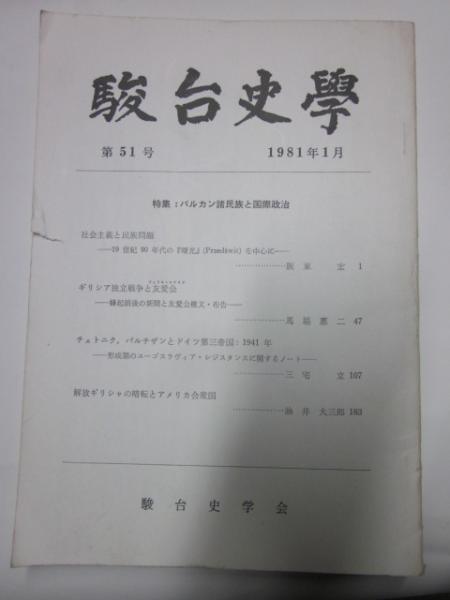 駿台史學
第51号 1981年1月
特集：バルカン諸民族と国際政治
社会主義と民族問題
――19世紀90年代の『曙光』(Przedświt) を中心に――
………………阪東 宏 1
ギリシア独立戦争と友愛会
――蜂起前後の新聞と友愛会檄文・布告――
………………馬場恵二 47
チェトニク，パルチザンとドイツ第三帝国：1941年
――形成期のユーゴスラヴィア・レジスタンスに関するノート――
………………三宅 立 107
解放ギリシャの暗転とアメリカ合衆国
………………油井大三郎 183
駿台史学会